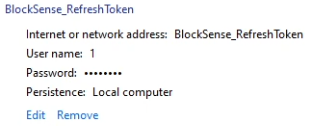 BlockSense_RefreshToken
Internet or network address: BlockSense_RefreshToken
User name: 1
Password: ••••••••
Persistence: Local computer
Edit Remove